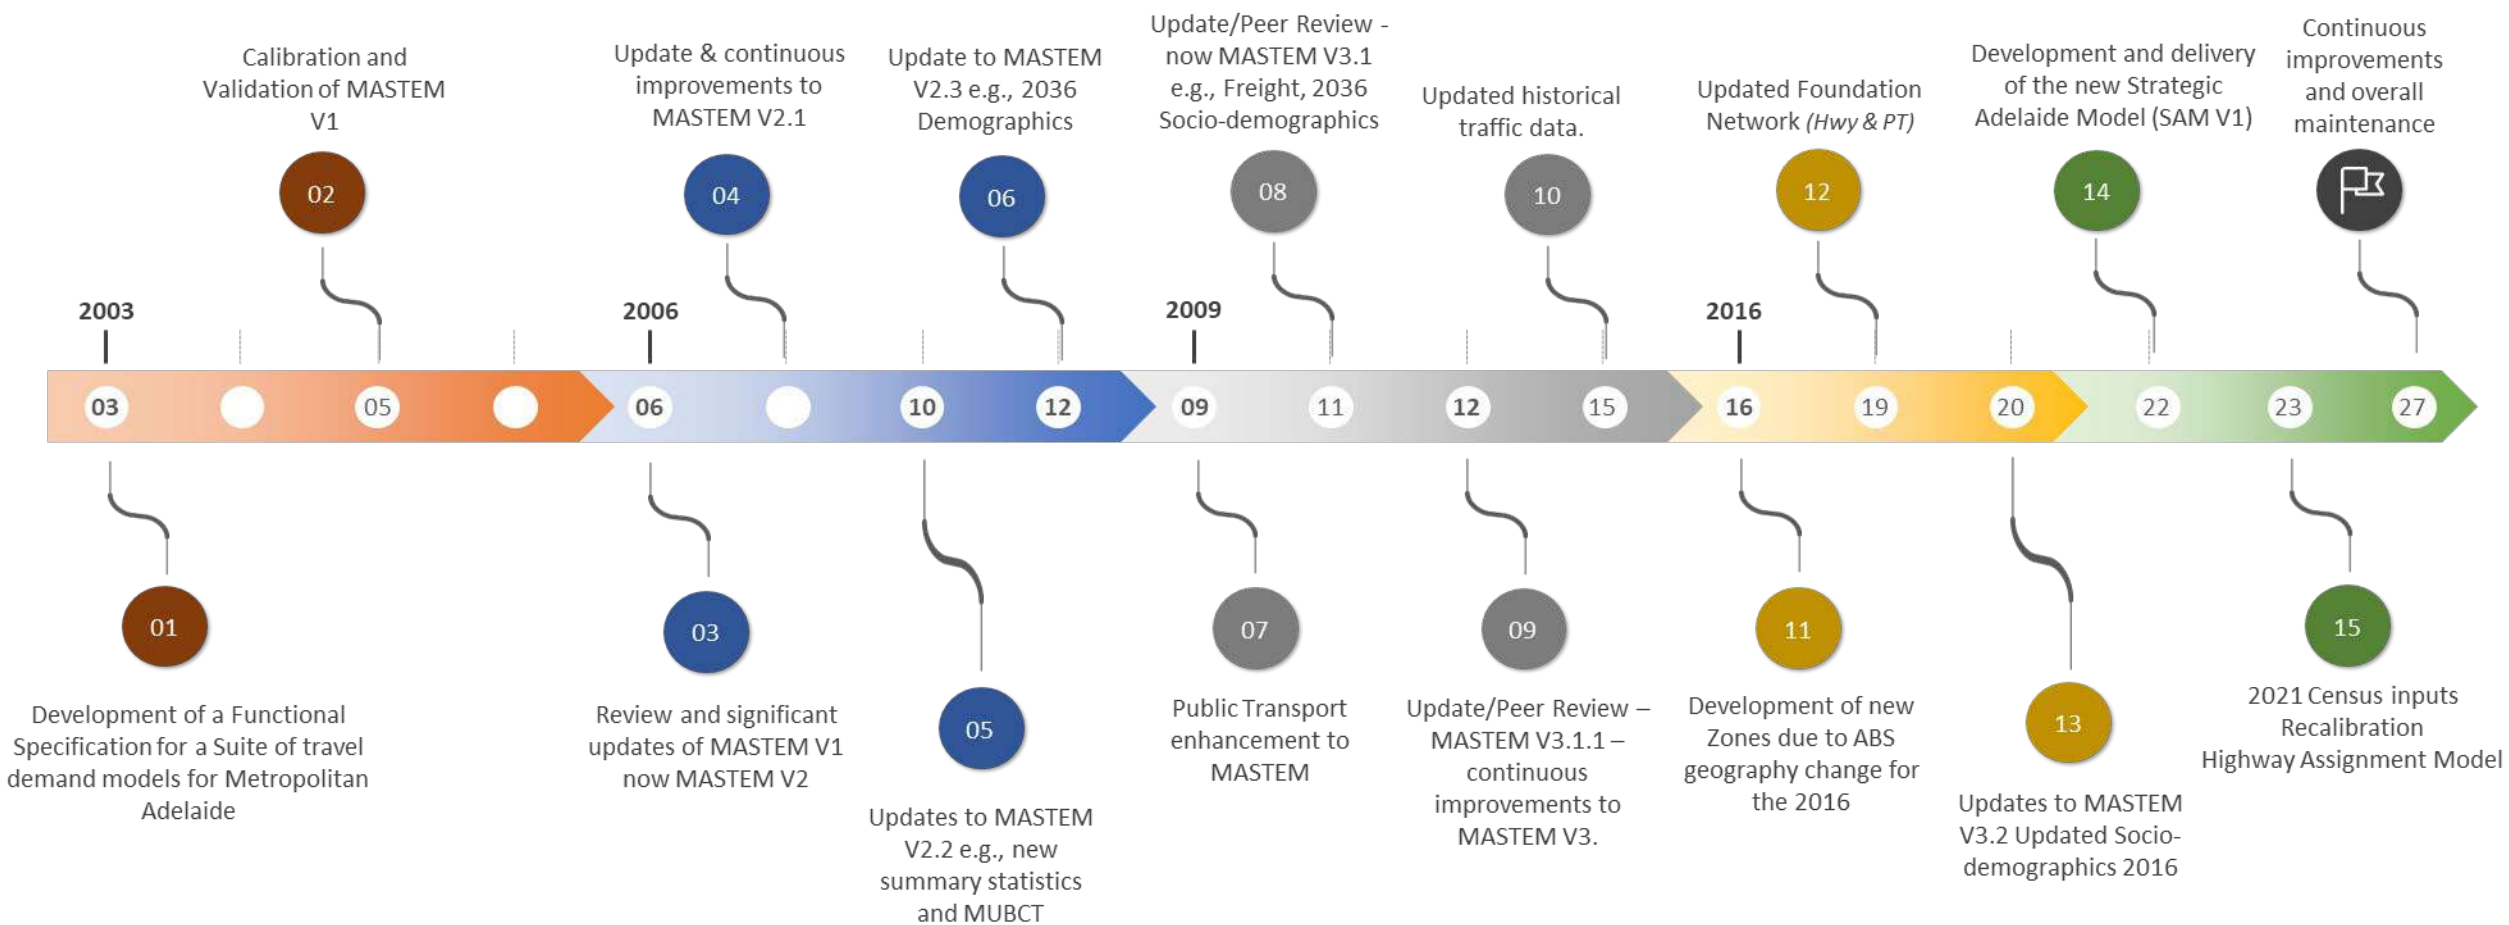 Calibration and
Validation of MASTEM
V1
02
Update & continuous
improvements to
MASTEM V2.1
04
Update to MASTEM
V2.3 e.g., 2036
Demographics
06
Update/Peer Review -
now MASTEM V3.1
e.g., Freight, 2036
Socio-demographics
08
Updated historical
traffic data.
10
Updated Foundation
Network (Hwy & PT)
12
Development and delivery
of the new Strategic
Adelaide Model (SAM V1)
14
Continuous
improvements
and overall
maintenance
2003
2006
2009
2016
03
05
06
10
12
09
11
12
15
16
19
20
22
23
27
01
Development of a Functional
Specification for a Suite of travel
demand models for Metropolitan
Adelaide
03
Review and significant
updates of MASTEM V1
now MASTEM V2
05
Updates to MASTEM
V2.2 e.g., new
summary statistics
and MUBCT
07
Public Transport
enhancement to
MASTEM
09
Update/Peer Review –
MASTEM V3.1.1 –
continuous
improvements to
MASTEM V3.
11
Development of new
Zones due to ABS
geography change for
the 2016
13
Updates to MASTEM
V3.2 Updated Socio-
demographics 2016
15
2021 Census inputs
Recalibration
Highway Assignment Model